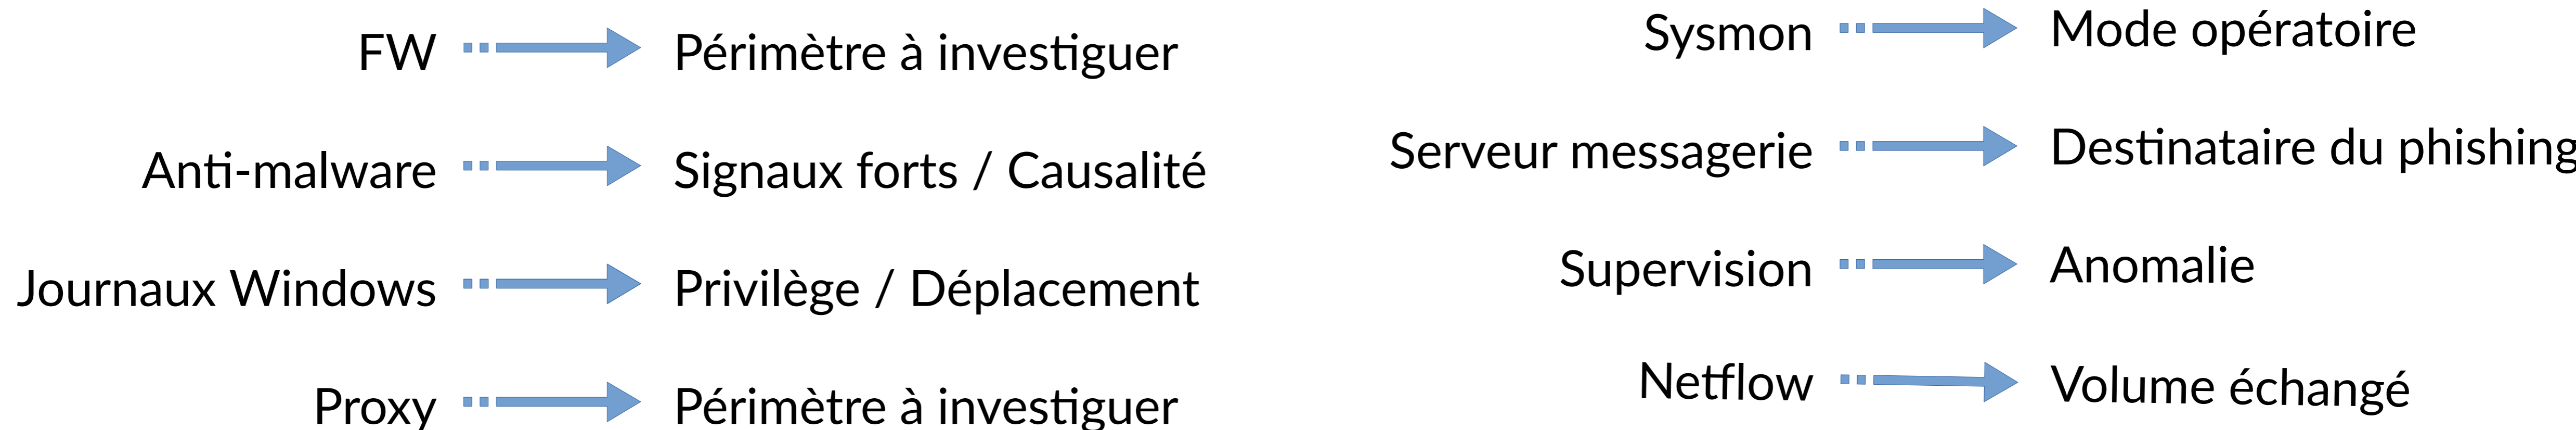 FW Périmètre à investiguer
Anti-malware Signaux forts / Causalité
Journaux Windows Privilège / Déplacement
Proxy Périmètre à investiguer
Sysmon Mode opératoire
Serveur messagerie Destinataire du phishing
Supervision Anomalie
Netflow Volume échangé